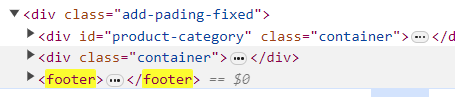 ▼<div class="add-pading-fixed">
▶<div id="product-category" class="container">…</d
▶<div class="container">…</div>
▶<footer>…</footer> == $0